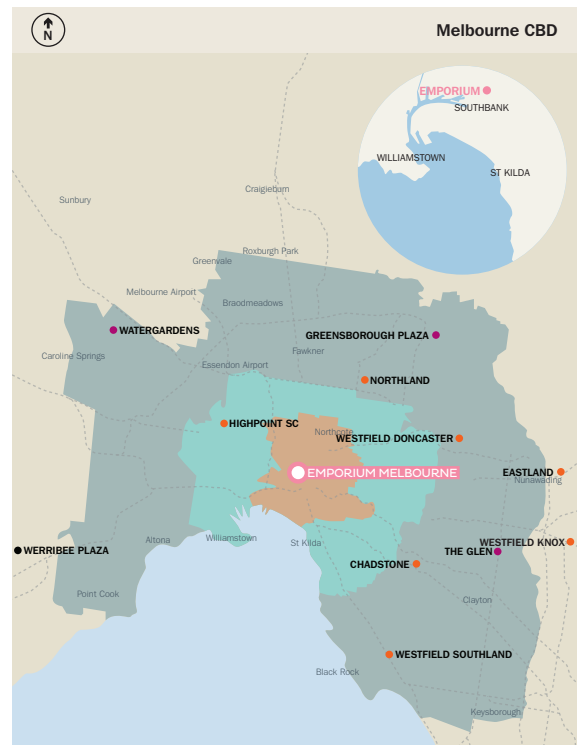 N
Melbourne CBD
EMPORIUM
SOUTHBANK
WILLIAMSTOWN
ST KILDA
Craigieburn
Sunbury
Roxburgh Park
Greenvale
Melbourne Airport
Braodmeadows
WATERGARDENS
GREENSBOROUGH PLAZA
Fawkner
Caroline Springs
Essendon Airport
NORTHLAND
HIGHPOINT SC
Northcote
WESTFIELD DONCASTER
EMPORIUM MELBOURNE
EASTLAND
Nunawading
Williamstown
Altona
St Kilda
WESTFIELD KNOX
WERRIBEE PLAZA
THE GLEN
CHADSTONE
Point Cook
Clayton
WESTFIELD SOUTHLAND
Black Rock
Keysborough